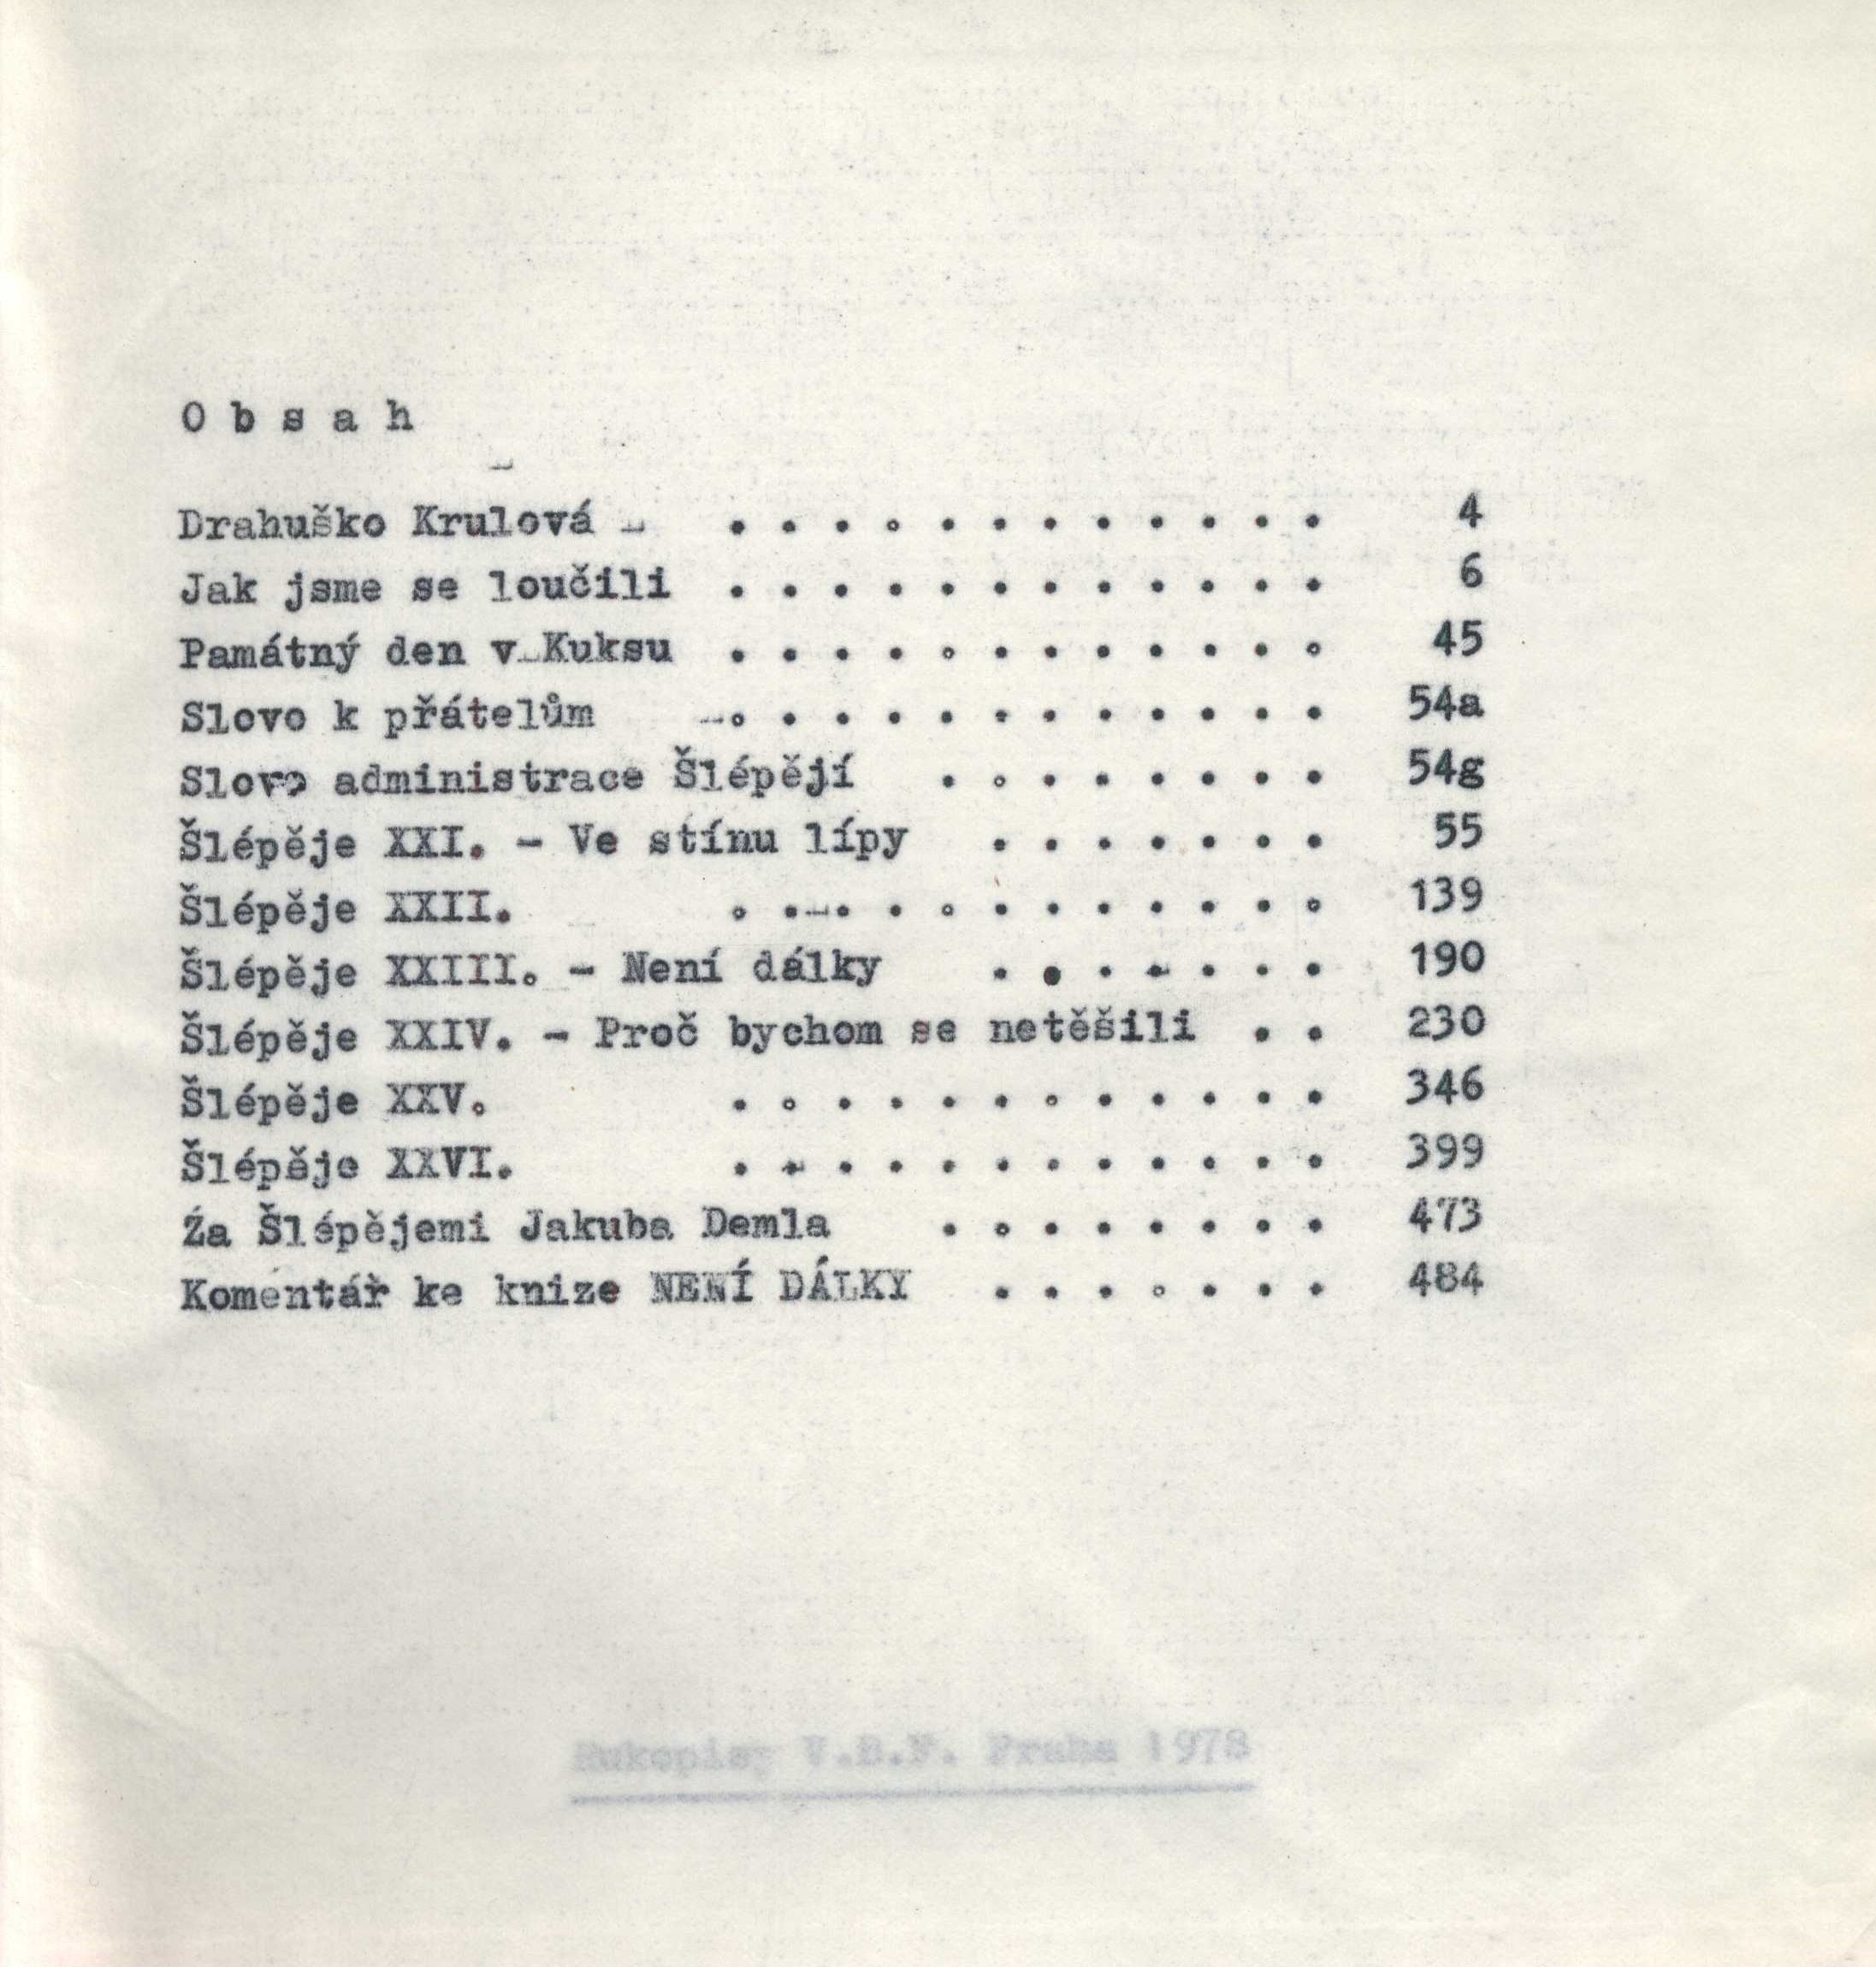 O b s a h
Drahuško Krulová . . . . . . . . . . . . 4
Jak jsme se loučili . . . . . . . . . . . . 6
Památný den v Kuksu . . . . . . . . . . . . 45
Slovo k přátelům . . . . . . . . . . . . 54a
Slovo administrace Šlépějí . . . . . . . . 54g
Šlépěje XXI. - Ve stínu lípy . . . . . . . 55
Šlépěje XXII. . . . . . . . . . . . . 139
Šlépěje XXIII. - Není dálky . . . . . . . 190
Šlépěje XXIV. - Proč bychom se netěšili . . 230
Šlépěje XXV. . . . . . . . . . . . . 346
Šlépěje XXVI. . . . . . . . . . . . . 399
Za Šlépějemi Jakuba Demla . . . . . . . . 473
Komentář ke knize NENÍ DÁLKY . . . . . . . 484
Rukopisy V.B.F. Praha 1978